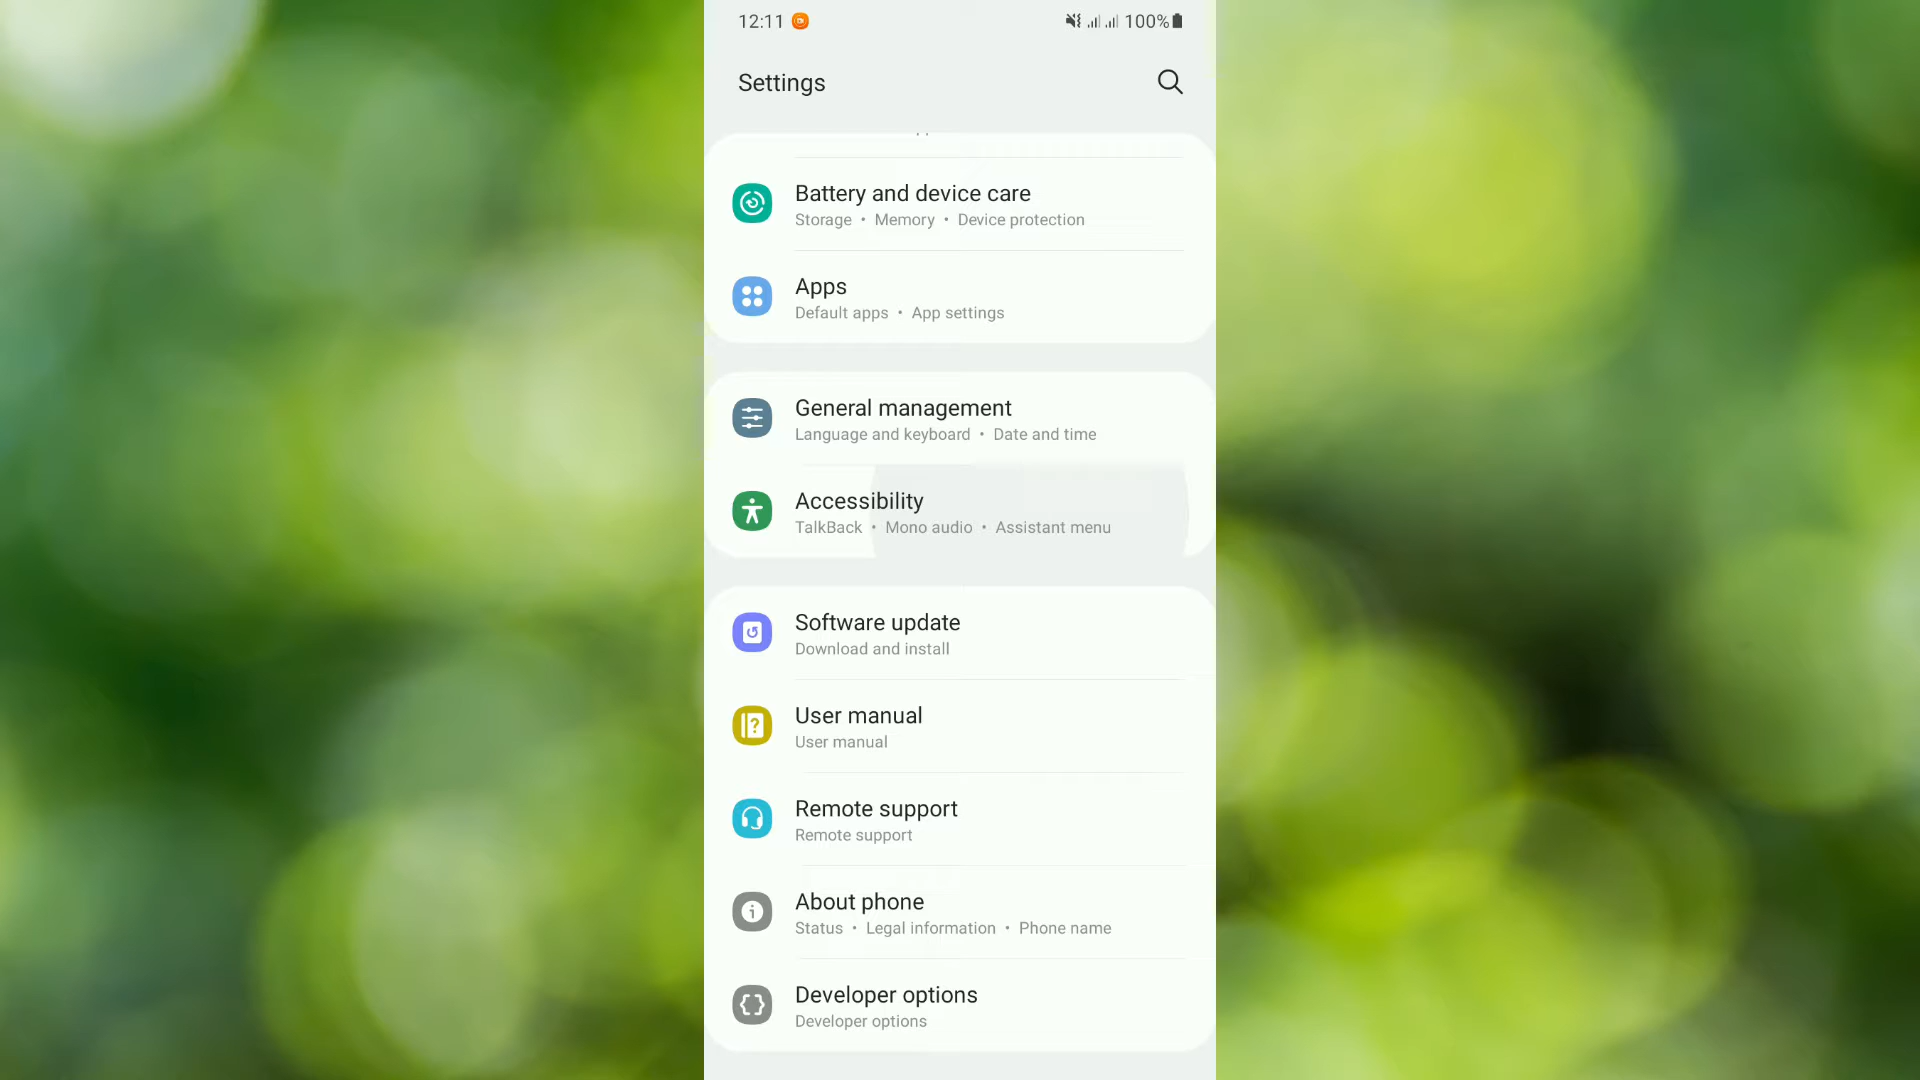 12:11
100%
Settings
Battery and device care
Storage • Memory • Device protection
Apps
Default apps • App settings
General management
Language and keyboard • Date and time
Accessibility
TalkBack • Mono audio • Assistant menu
Software update
Download and install
User manual
User manual
Remote support
Remote support
About phone
Status • Legal information • Phone name
Developer options
Developer options